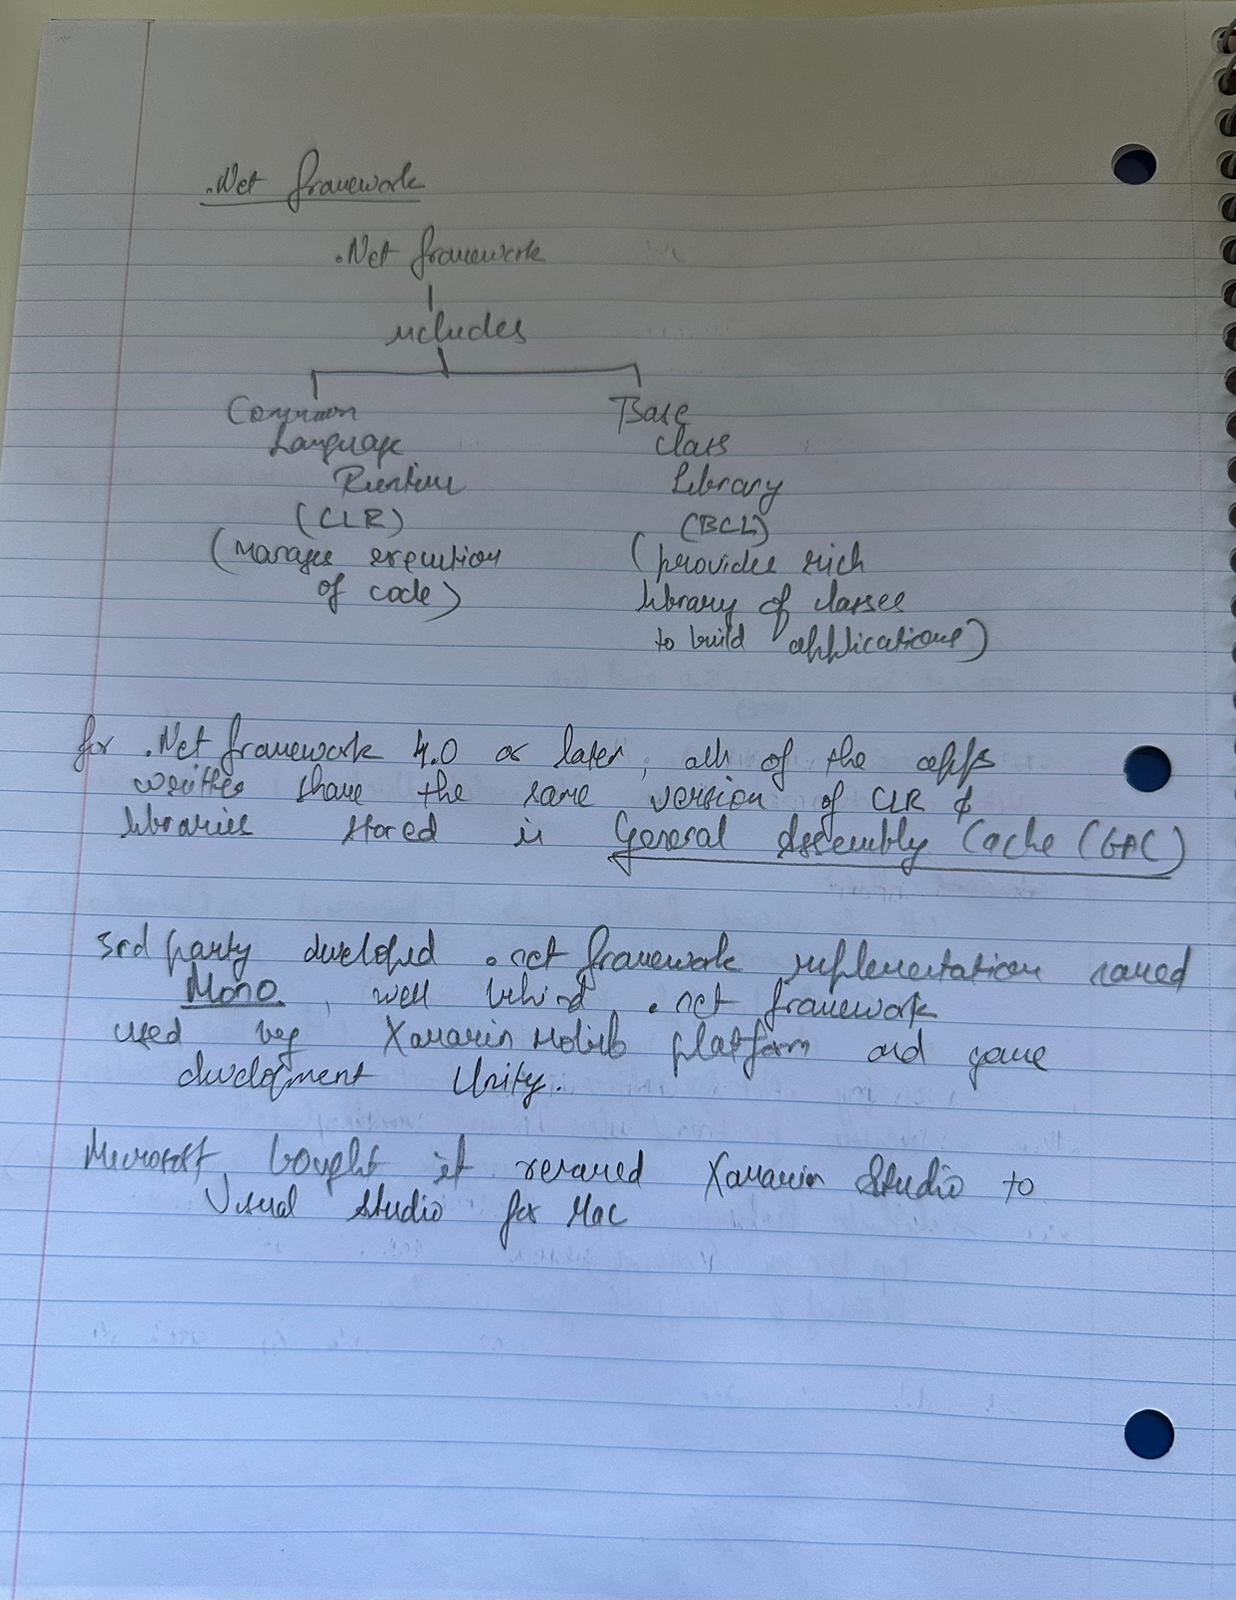 .Net framework
.Net framework
includes
Common Base
Language Class
Runtime Library
(CLR) (BCL)
(Manages execution (provides rich
of code) library of classes
to build applications)
for .Net framework 4.0 or later, all of the apps
written share the same version of CLR &
libraries stored in General Assembly Cache (GAC)
3rd party developed .net framework implementation named
Mono, well behind .net framework
used by Xamarin Mobile platform and game
development Unity.
Microsoft bought it renamed Xamarin Studio to
Visual Studio for Mac